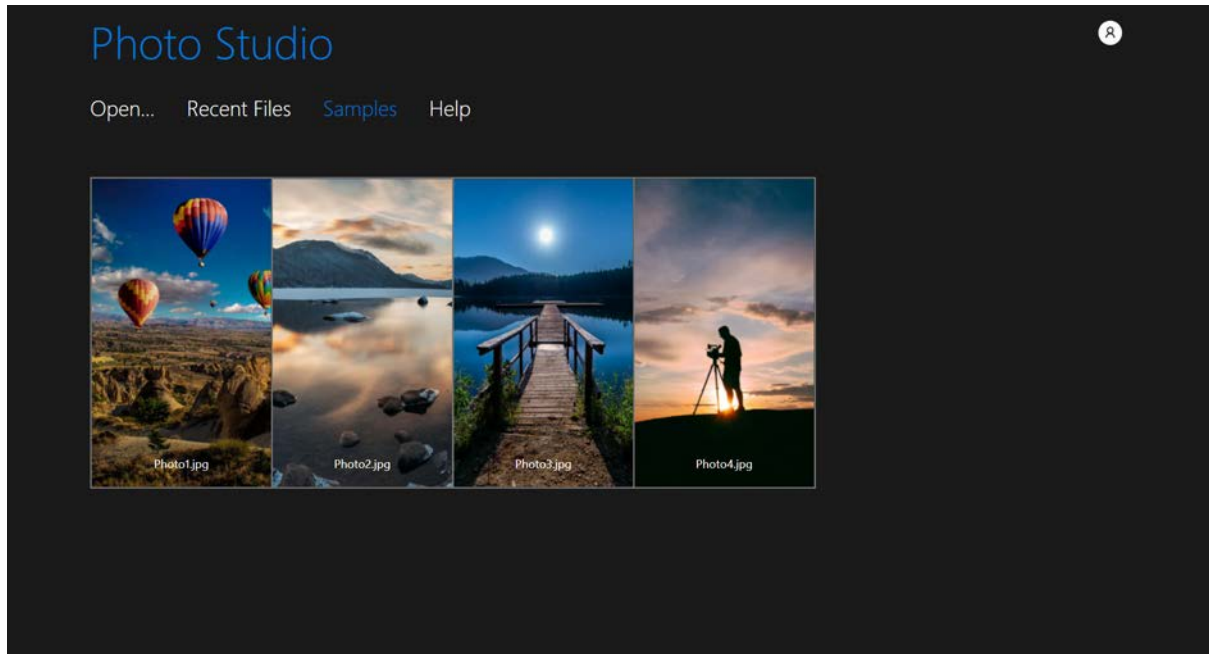 Photo Studio
Open... Recent Files Samples Help
Photo1.jpg Photo2.jpg Photo3.jpg Photo4.jpg